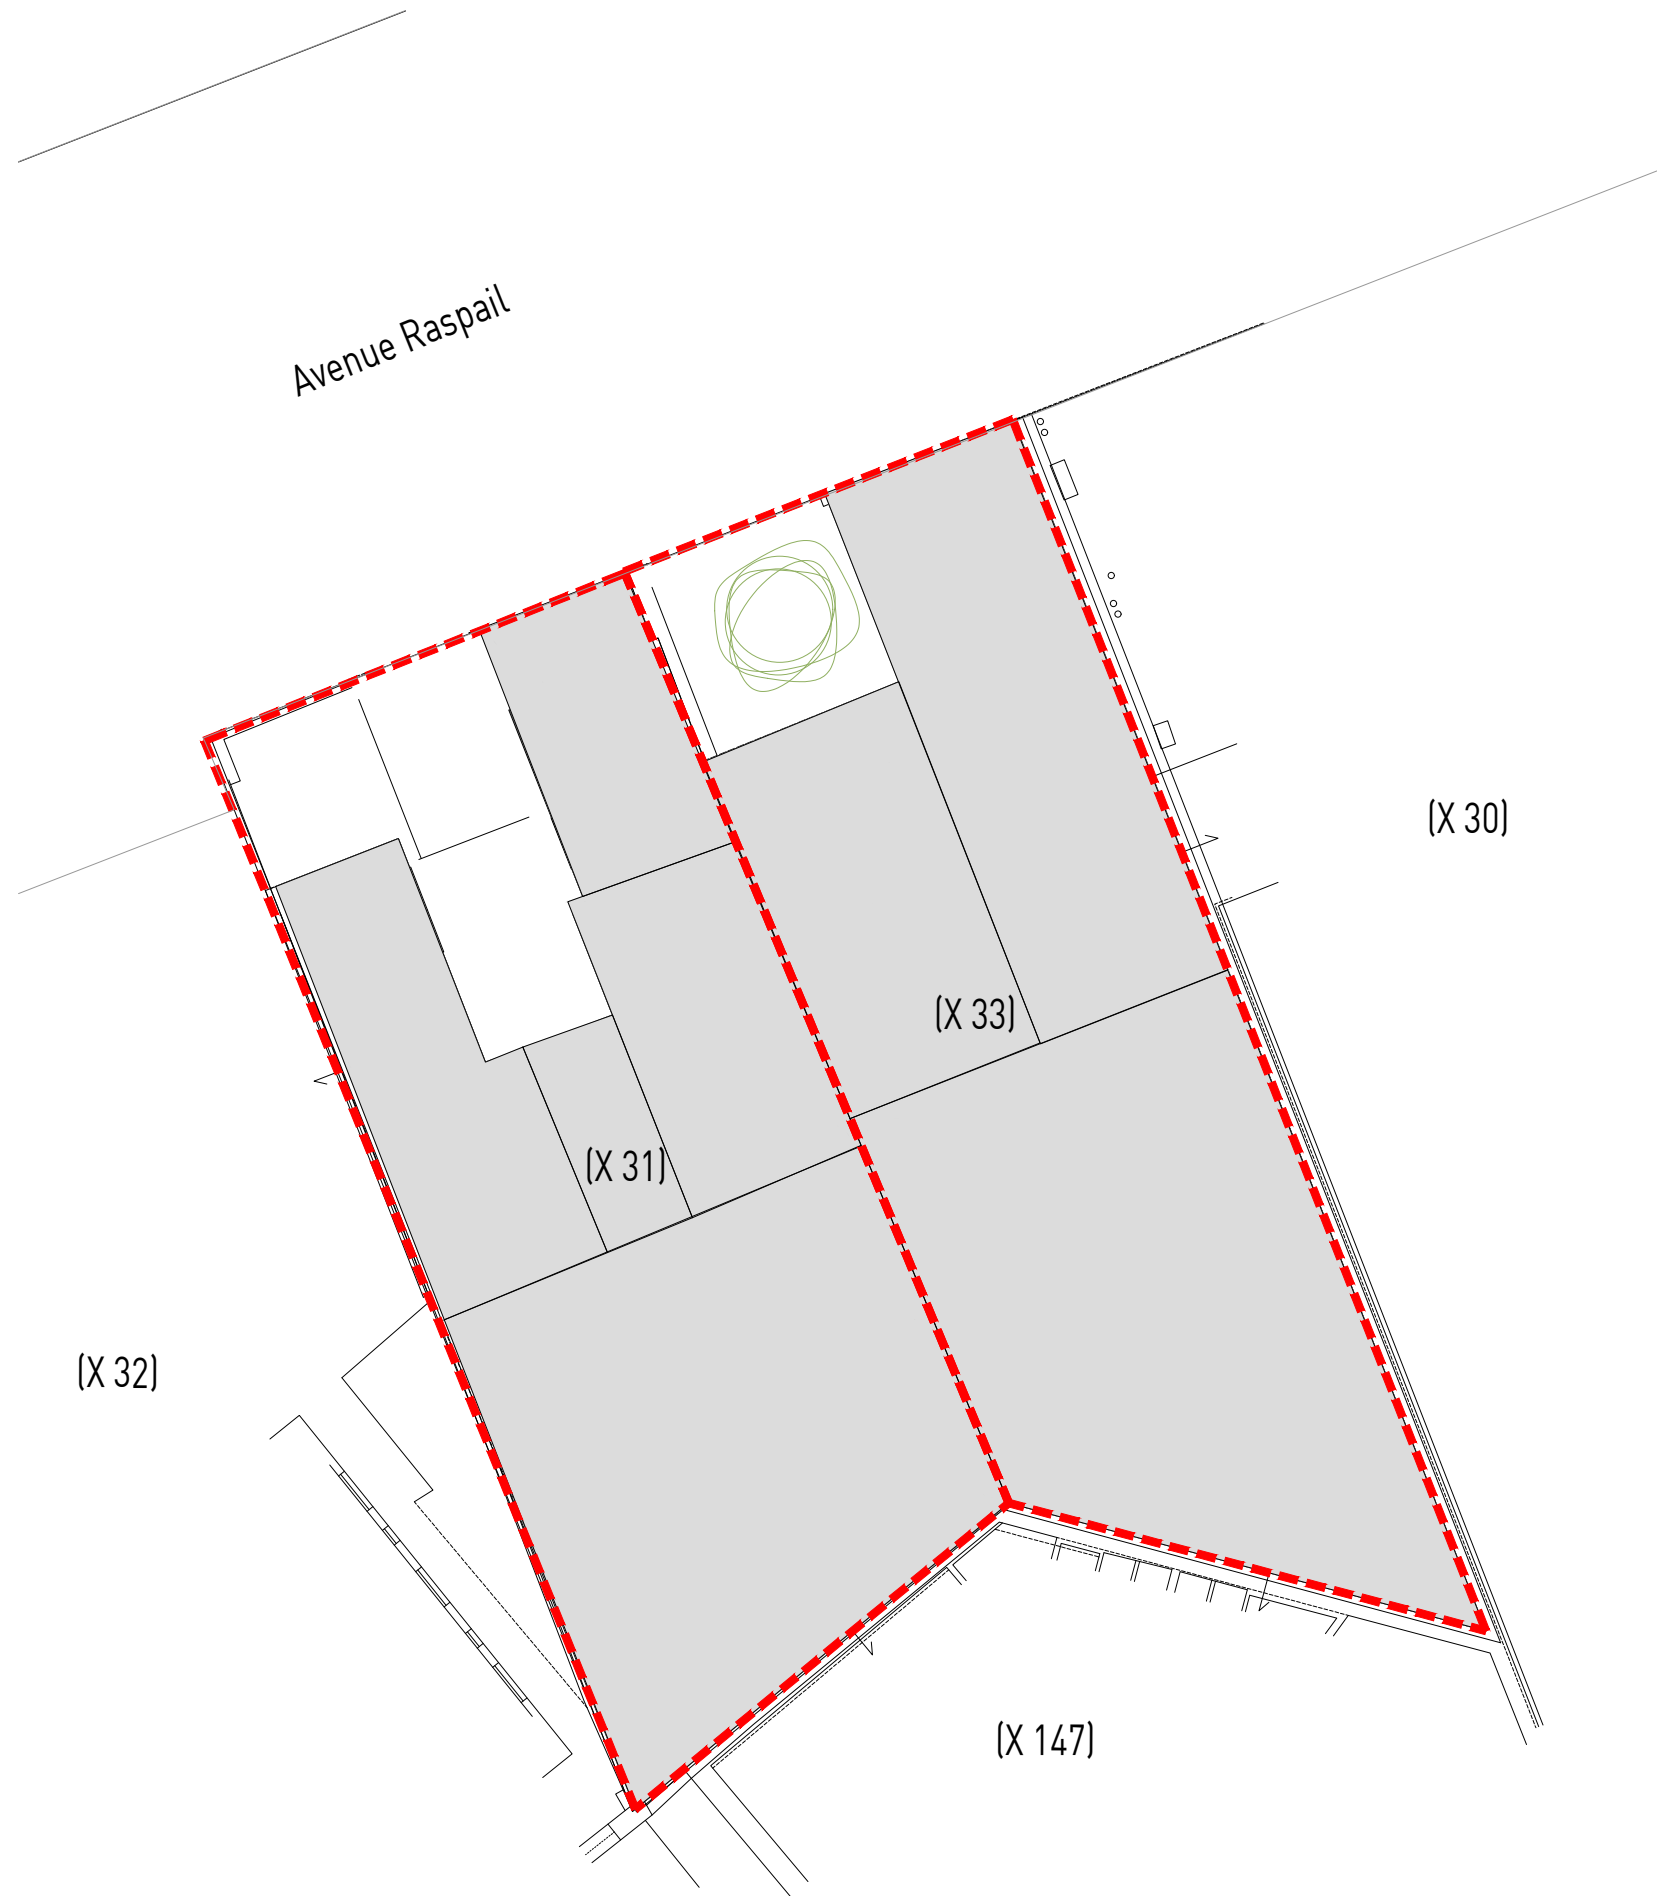 Avenue Raspail
(X 30)
(X 33)
(X 31)
(X 32)
(X 147)